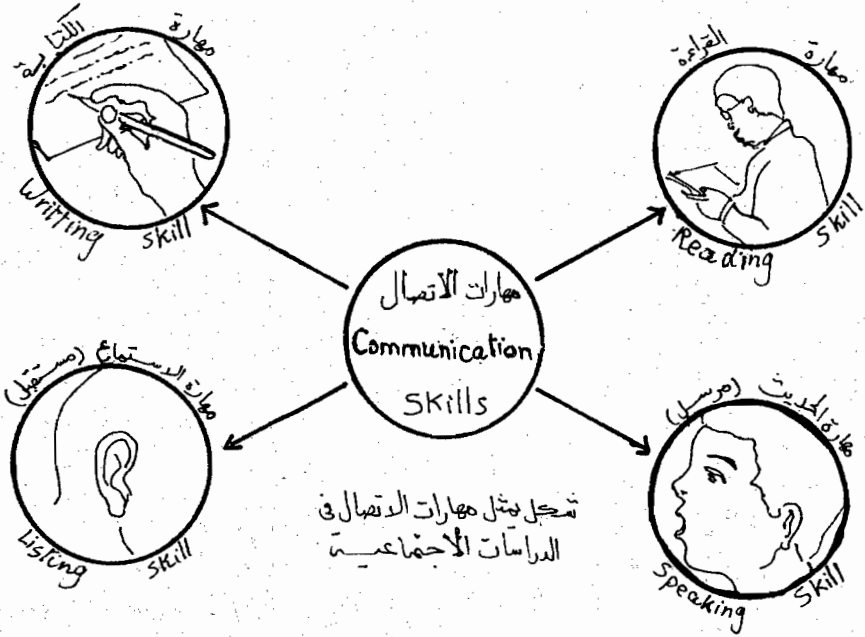 مهارة الكتابة
Writting skill
مهارة القراءة
Reading Skill
مهارات الاتصال
Communication
Skills
مهارة الاستماع (مستقبل)
Listing Skill
مهارة الحديث (مرسل)
Speaking Skill
شكل يمثل مهارات الاتصال فى
الدراسات الاجتماعية